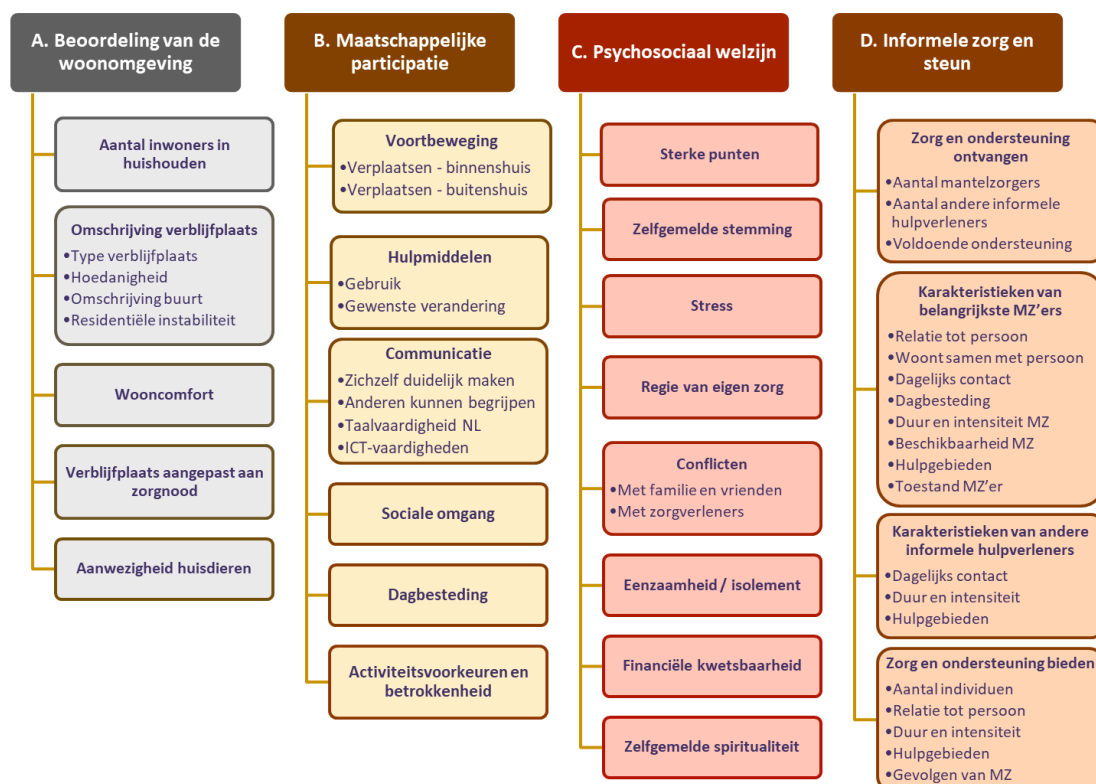 A. Beoordeling van de
woonomgeving
Aantal inwoners in
huishouden
Omschrijving verblijfplaats
•Type verblijfplaats
•Hoedanigheid
•Omschrijving buurt
•Residentiële instabiliteit
Wooncomfort
Verblijfplaats aangepast aan
zorgnood
Aanwezigheid huisdieren
B. Maatschappelijke
participatie
Voortbeweging
•Verplaatsen - binnenshuis
•Verplaatsen - buitenshuis
Hulpmiddelen
•Gebruik
•Gewenste verandering
Communicatie
•Zichzelf duidelijk maken
•Anderen kunnen begrijpen
•Taalvaardigheid NL
•ICT-vaardigheden
Sociale omgang
Dagbesteding
Activiteitsvoorkeuren en
betrokkenheid
C. Psychosociaal welzijn
Sterke punten
Zelfgemelde stemming
Stress
Regie van eigen zorg
Conflicten
•Met familie en vrienden
•Met zorgverleners
Eenzaamheid / isolement
Financiële kwetsbaarheid
Zelfgemelde spiritualiteit
D. Informele zorg en
steun
Zorg en ondersteuning
ontvangen
•Aantal mantelzorgers
•Aantal andere informele
hulpverleners
•Voldoende ondersteuning
Karakteristieken van
belangrijkste MZ'ers
•Relatie tot persoon
•Woont samen met persoon
•Dagelijks contact
•Dagbesteding
•Duur en intensiteit MZ
•Beschikbaarheid MZ
•Hulpgebieden
•Toestand MZ'er
Karakteristieken van andere
informele hulpverleners
•Dagelijks contact
•Duur en intensiteit
•Hulpgebieden
Zorg en ondersteuning bieden
•Aantal individuen
•Relatie tot persoon
•Duur en intensiteit
•Hulpgebieden
•Gevolgen van MZ